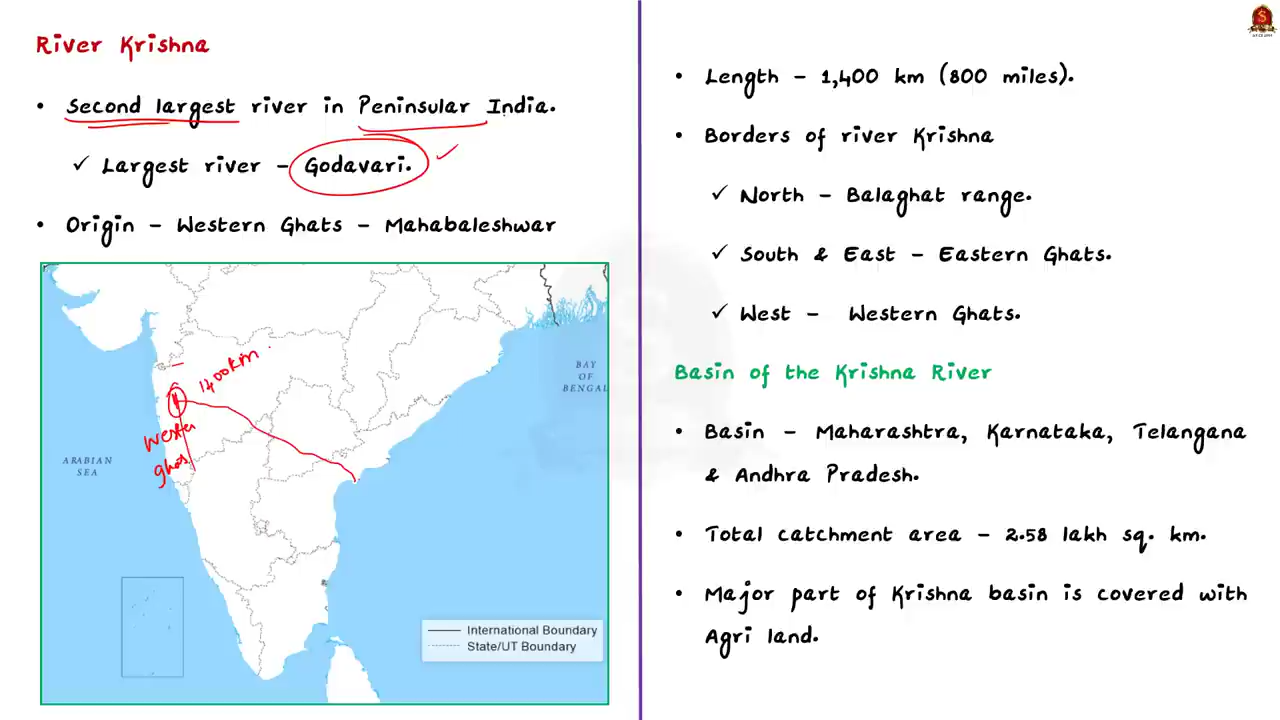 River Krishna
• Second largest river in Peninsular India.
✓ Largest river – Godavari.
• Origin – Western Ghats – Mahabaleshwar
1400km
Wester
ghas
ARABIAN
SEA
BAY
OF
BENGAL
International Boundary
State/UT Boundary
• Length – 1,400 km (800 miles).
• Borders of river Krishna
✓ North – Balaghat range.
✓ South & East – Eastern Ghats.
✓ West – Western Ghats.
Basin of the Krishna River
• Basin – Maharashtra, Karnataka, Telangana
& Andhra Pradesh.
• Total catchment area – 2.58 lakh sq. km.
• Major part of Krishna basin is covered with
Agri land.